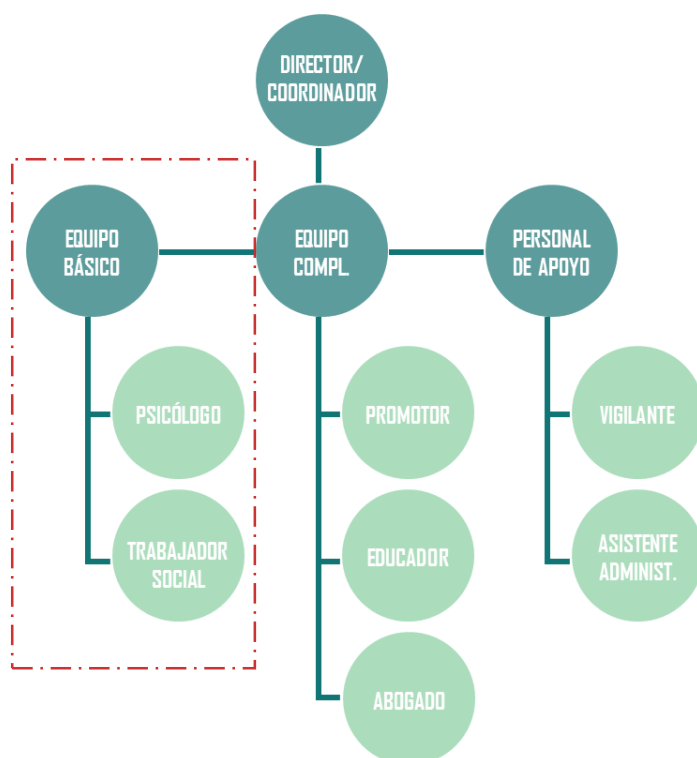 DIRECTOR/
COORDINADOR
EQUIPO
BÁSICO
EQUIPO
COMPL.
PERSONAL
DE APOYO
PSICÓLOGO
PROMOTOR
VIGILANTE
TRABAJADOR
SOCIAL
EDUCADOR
ASISTENTE
ADMINIST.
ABOGADO